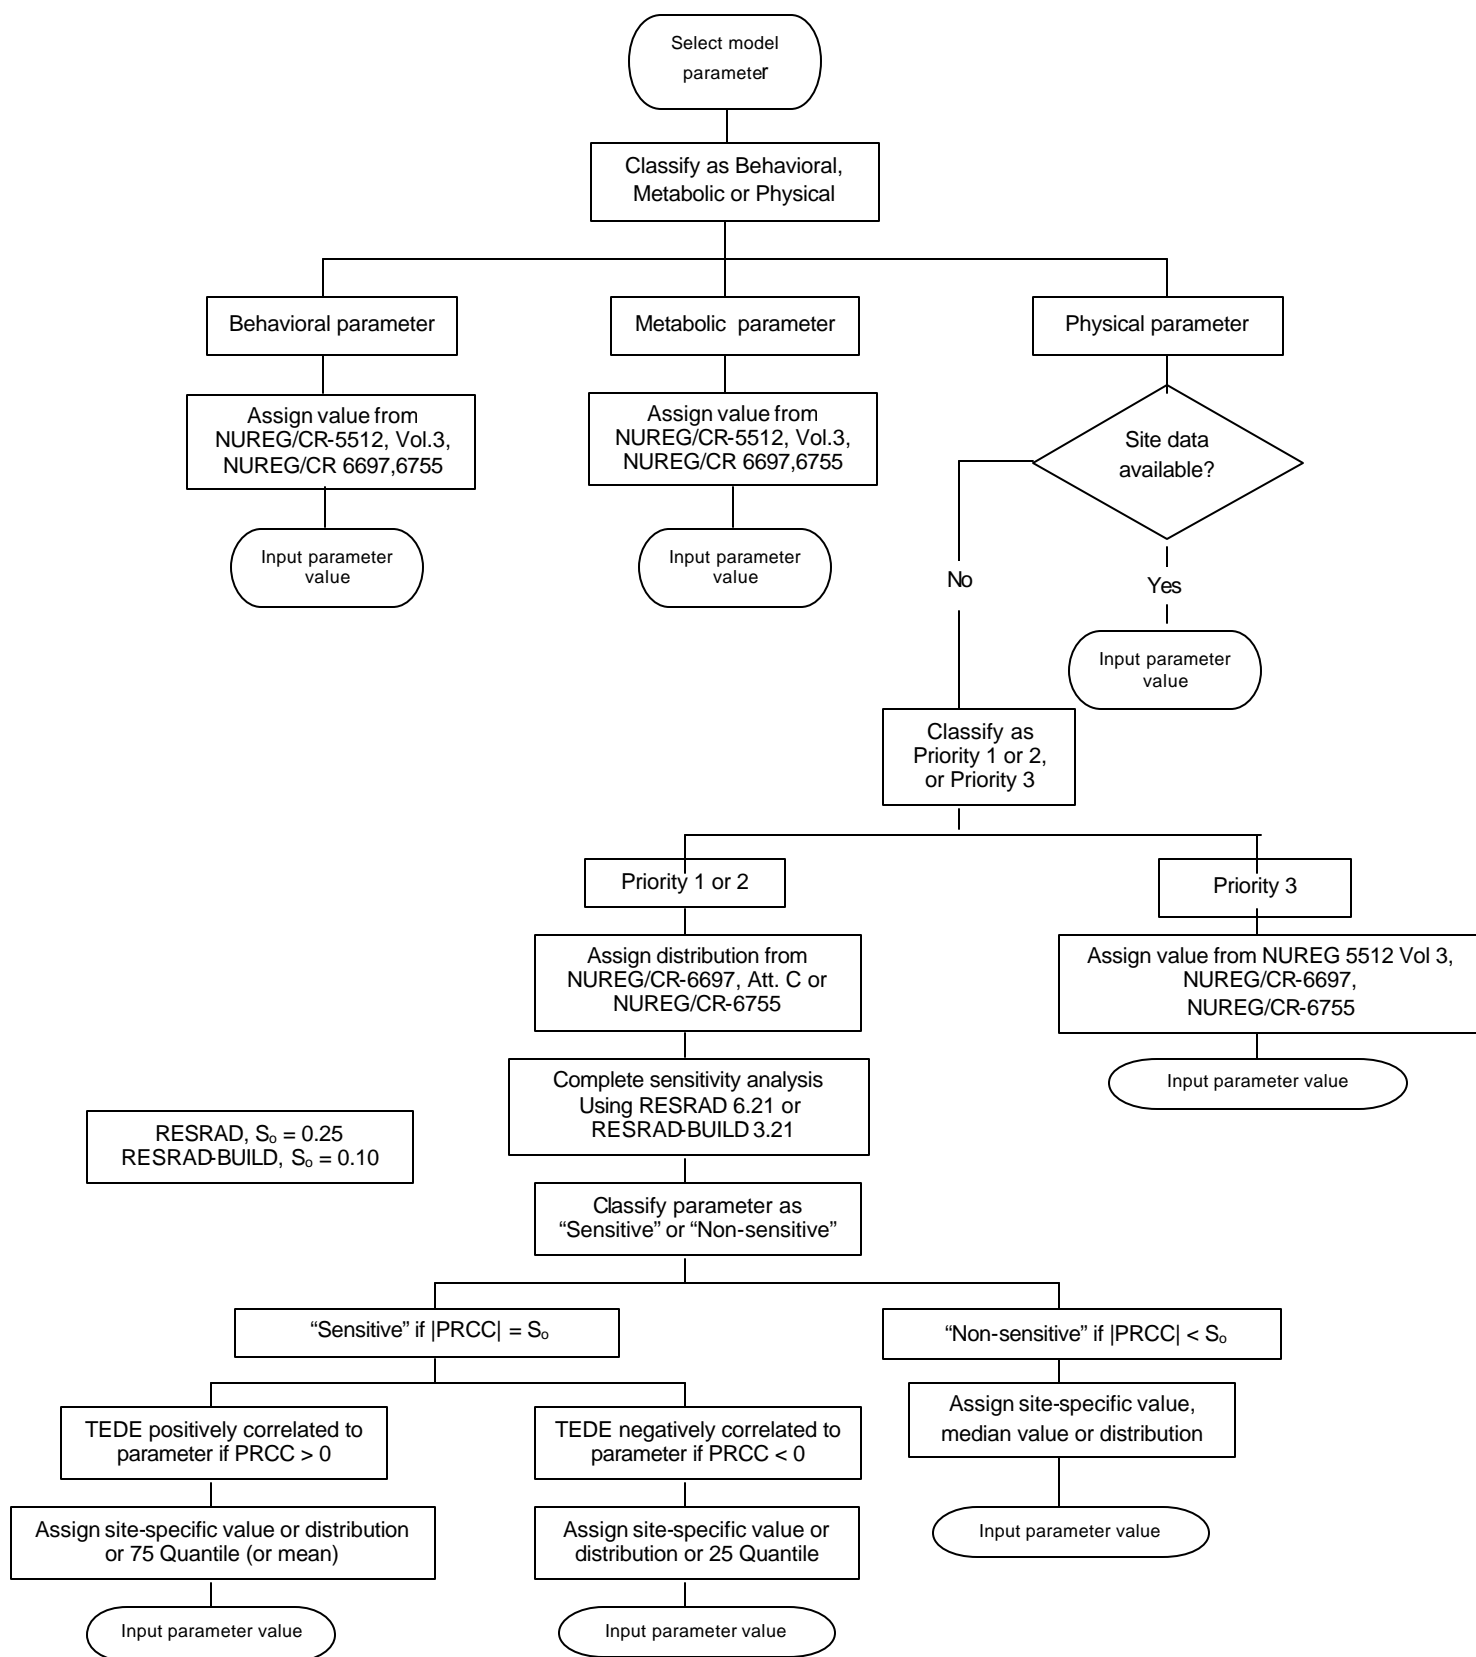 Select model
parameter
Classify as Behavioral,
Metabolic or Physical
Behavioral parameter
Metabolic parameter
Physical parameter
Assign value from
NUREG/CR-5512, Vol.3,
NUREG/CR 6697,6755
Assign value from
NUREG/CR-5512, Vol.3,
NUREG/CR 6697,6755
Site data
available?
Input parameter
value
Input parameter
value
No
Yes
Input parameter
value
Classify as
Priority 1 or 2,
or Priority 3
Priority 1 or 2
Priority 3
Assign distribution from
NUREG/CR-6697, Att. C or
NUREG/CR-6755
Assign value from NUREG 5512 Vol 3,
NUREG/CR-6697,
NUREG/CR-6755
Complete sensitivity analysis
Using RESRAD 6.21 or
RESRAD-BUILD 3.21
Input parameter value
RESRAD, So = 0.25
RESRAD-BUILD, So = 0.10
Classify parameter as
“Sensitive” or “Non-sensitive”
“Sensitive” if |PRCC| = So
“Non-sensitive” if |PRCC| < So
TEDE positively correlated to
parameter if PRCC > 0
TEDE negatively correlated to
parameter if PRCC < 0
Assign site-specific value,
median value or distribution
Assign site-specific value or distribution
or 75 Quantile (or mean)
Assign site-specific value or
distribution or 25 Quantile
Input parameter value
Input parameter value
Input parameter value